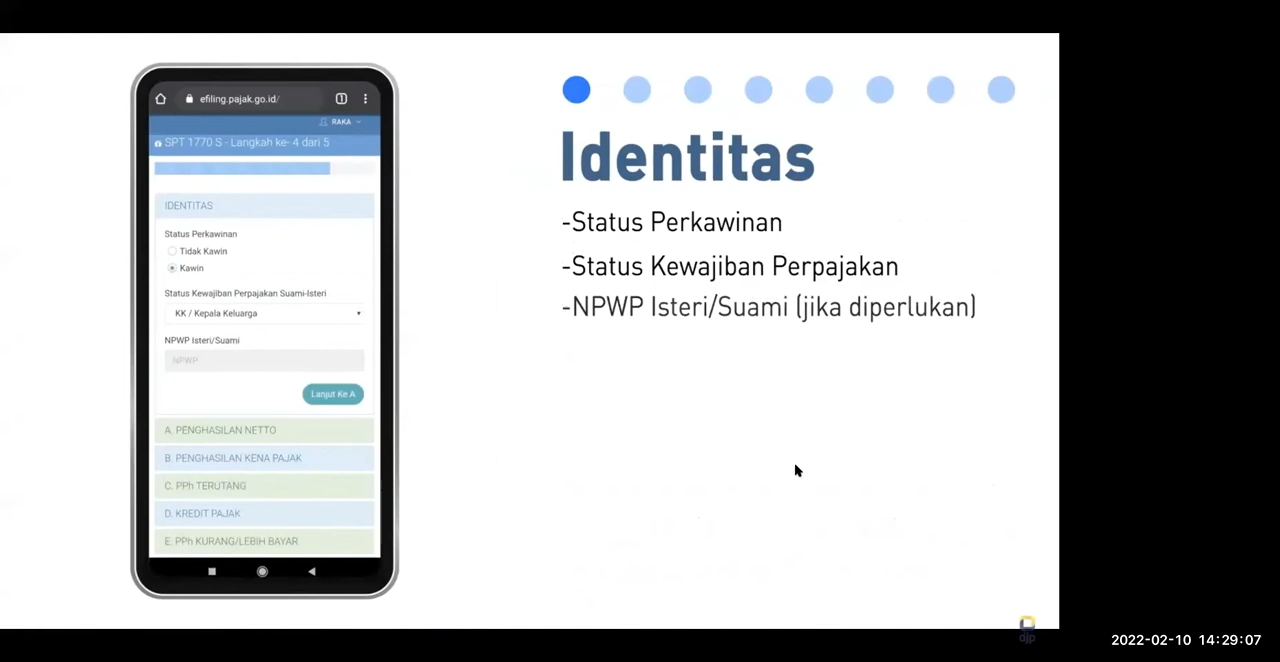 efiling.pajak.go.id/
RAKA
SPT 1770 S - Langkah ke- 4 dari 5
IDENTITAS
Status Perkawinan
Tidak Kawin
Kawin
Status Kewajiban Perpajakan Suami-Isteri
KK / Kepala Keluarga
NPWP Isteri/Suami
NPWP
Lanjut Ke A
A. PENGHASILAN NETTO
B. PENGHASILAN KENA PAJAK
C. PPh TERUTANG
D. KREDIT PAJAK
E. PPh KURANG/LEBIH BAYAR
Identitas
-Status Perkawinan
-Status Kewajiban Perpajakan
-NPWP Isteri/Suami (jika diperlukan)
djp
2022-02-10 14:29:07